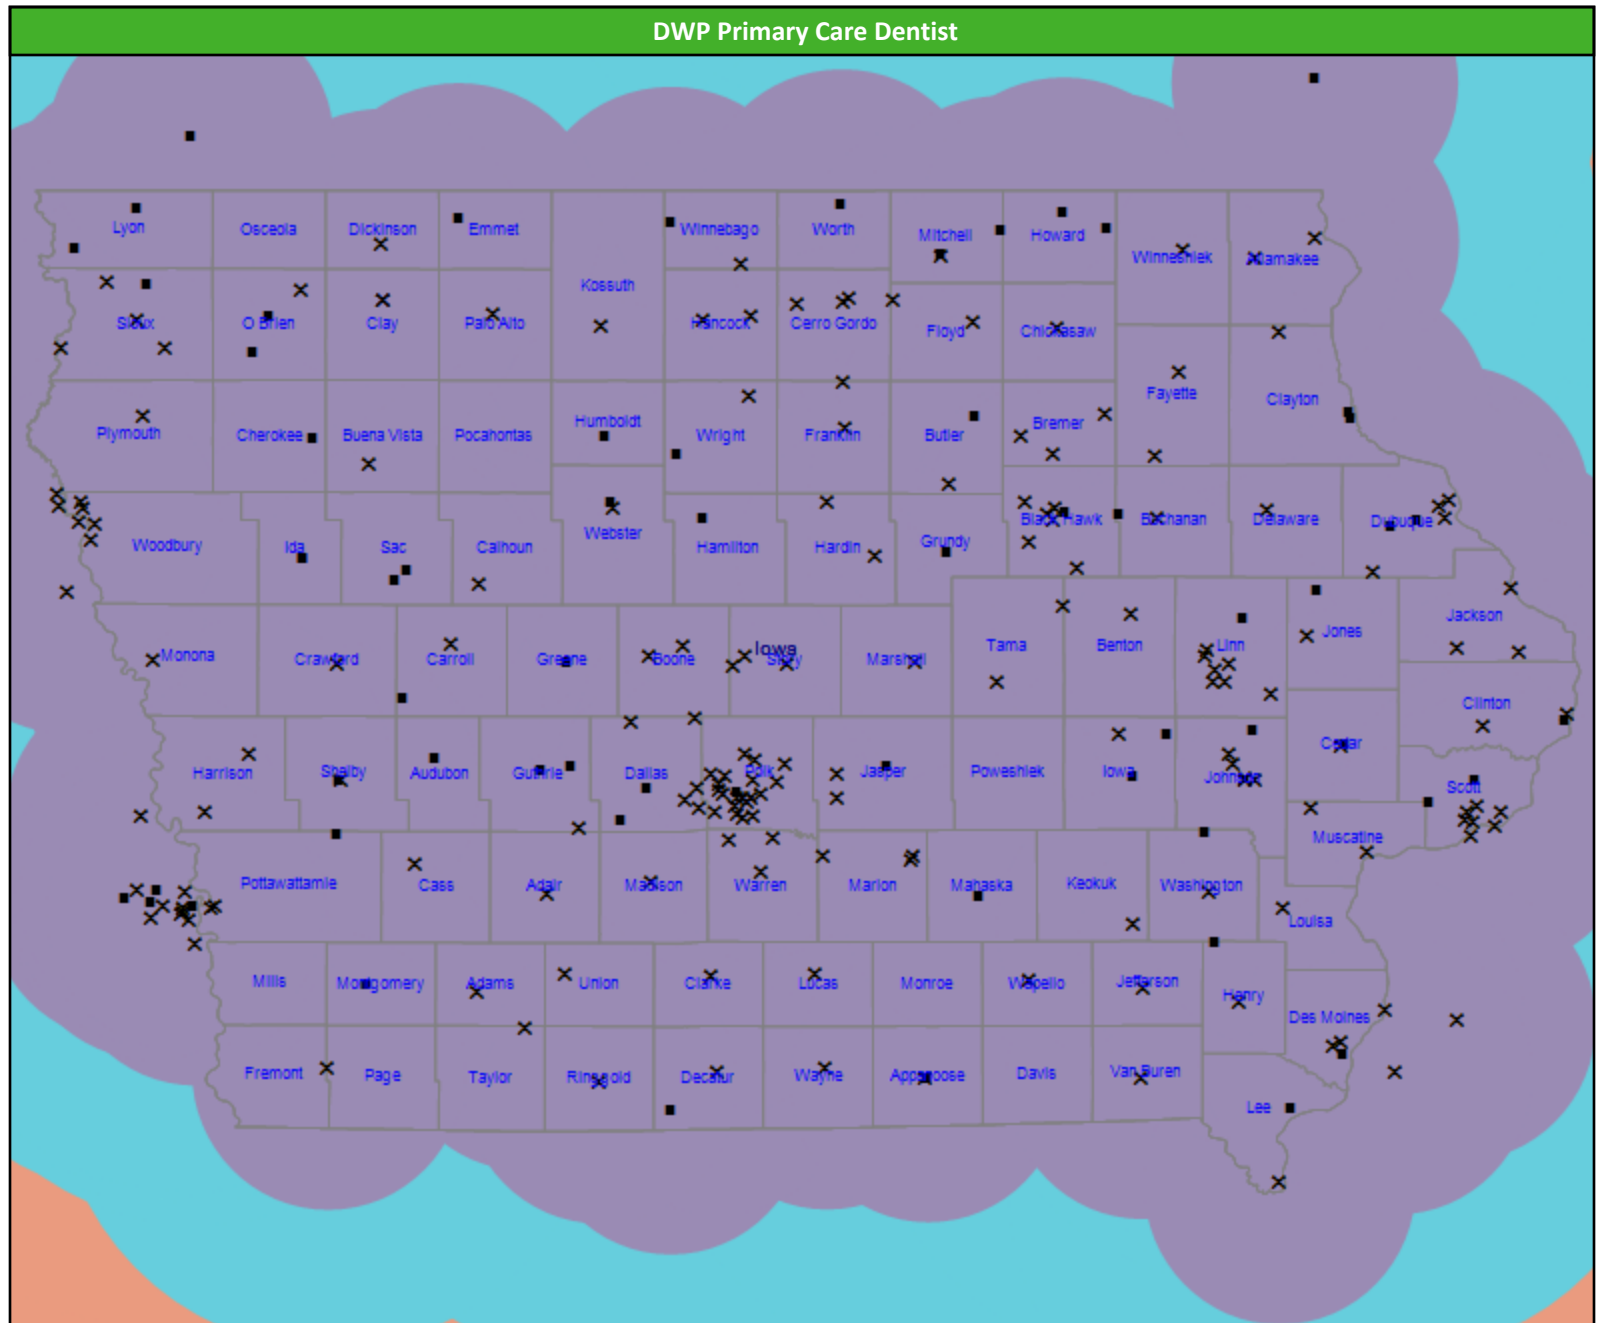 DWP Primary Care Dentist
Lyon Osceola Dickinson Emmet Winnebago Worth Mitchell Howard
Winneshiek Allamakee
Kossuth
Sioux O Brien Clay Palo Alto Hancock Cerro Gordo Floyd Chickasaw
Fayette Clayton
Plymouth Cherokee Buena Vista Pocahontas Humboldt Wright Franklin Butler Bremer
Woodbury Ida Sac Calhoun Webster Hamilton Hardin Grundy Black Hawk Buchanan Delaware Dubuque
Jackson
Iowa
Monona Crawford Carroll Greene Boone Story Marshall Tama Benton Linn Jones
Clinton
Harrison Shelby Audubon Guthrie Dallas Polk Jasper Poweshiek Iowa Johnson Cedar
Scott
Muscatine
Pottawattamie Cass Adair Madison Warren Marion Mahaska Keokuk Washington
Louisa
Mills Montgomery Adams Union Clarke Lucas Monroe Wapello Jefferson Henry
Des Moines
Fremont Page Taylor Ringgold Decatur Wayne Appanoose Davis Van Buren
Lee